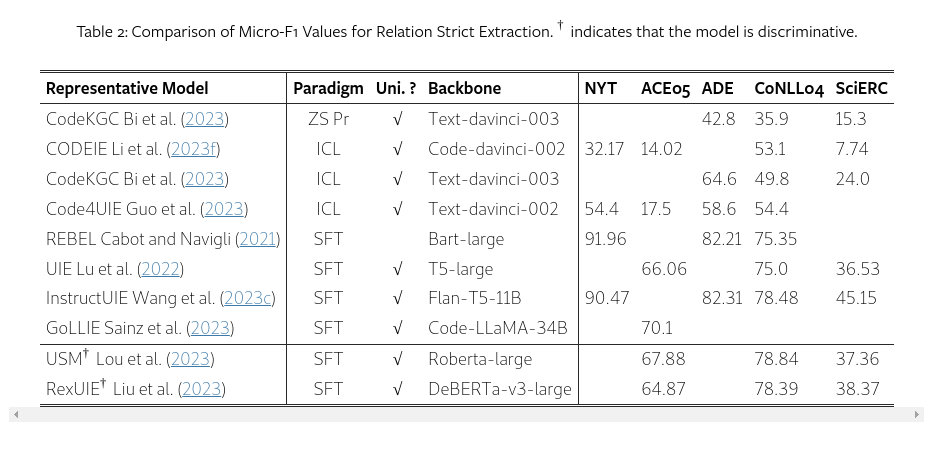 Table 2: Comparison of Micro-F1 Values for Relation Strict Extraction. † indicates that the model is discriminative.
Representative Model Paradigm Uni. ? Backbone NYT ACE05 ADE CoNLL04 SciERC
CodeKGC Bi et al. (2023) ZS Pr √ Text-davinci-003 42.8 35.9 15.3
CODEIE Li et al. (2023f) ICL √ Code-davinci-002 32.17 14.02 53.1 7.74
CodeKGC Bi et al. (2023) ICL √ Text-davinci-003 64.6 49.8 24.0
Code4UIE Guo et al. (2023) ICL √ Text-davinci-002 54.4 17.5 58.6 54.4
REBEL Cabot and Navigli (2021) SFT Bart-large 91.96 82.21 75.35
UIE Lu et al. (2022) SFT √ T5-large 66.06 75.0 36.53
InstructUIE Wang et al. (2023c) SFT √ Flan-T5-11B 90.47 82.31 78.48 45.15
GoLLIE Sainz et al. (2023) SFT √ Code-LLaMA-34B 70.1
USM† Lou et al. (2023) SFT √ Roberta-large 67.88 78.84 37.36
RexUIE† Liu et al. (2023) SFT √ DeBERTa-v3-large 64.87 78.39 38.37